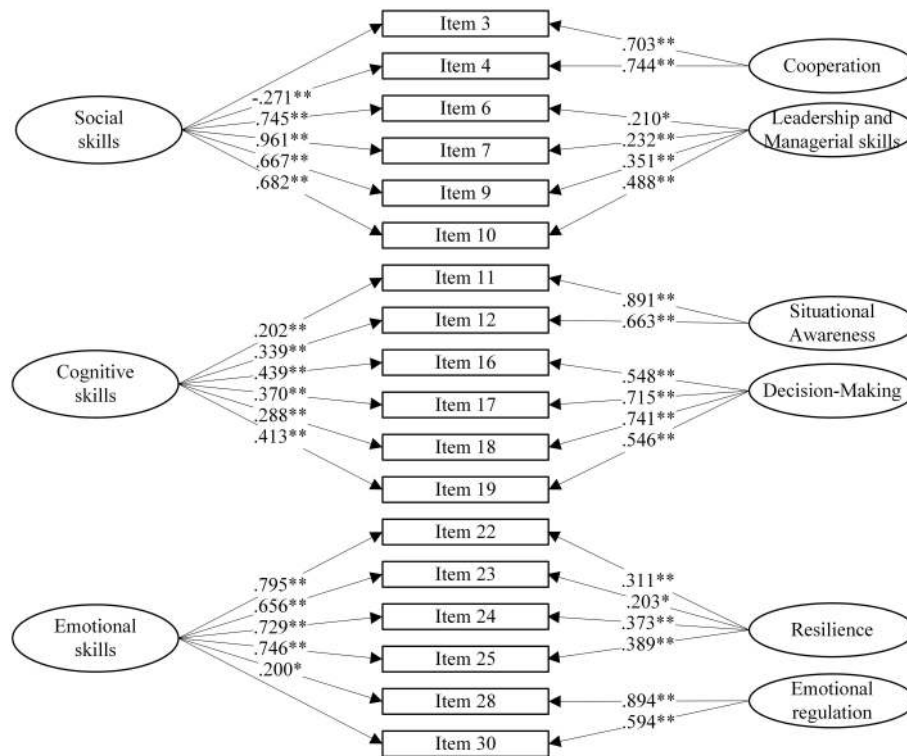 Item 3
.703**
Item 4
.744**
Cooperation
-.271**
Social
skills
.745**
Item 6
.210*
Leadership and
Managerial skills
.961**
Item 7
.232**
.667**
.351**
.682**
Item 9
.488**
Item 10
Item 11
.891**
.202**
Item 12
.663**
Situational
Awareness
.339**
Cognitive
skills
.439**
Item 16
.548**
.370**
Item 17
.715**
Decision-Making
.288**
.741**
.413**
Item 18
.546**
Item 19
Item 22
.795**
Item 23
.311**
.656**
.203*
Emotional
skills
.729**
Item 24
.373**
Resilience
.746**
Item 25
.389**
.200*
Item 28
.894**
Emotional
regulation
.594**
Item 30